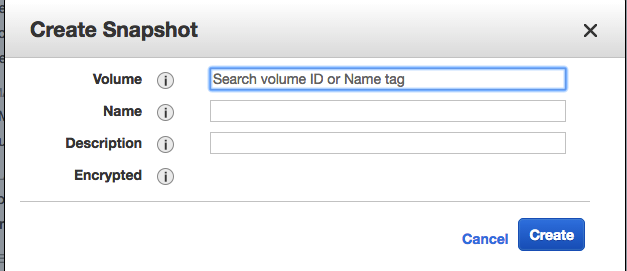 Create Snapshot
Volume i Search volume ID or Name tag
Name i
Description i
Encrypted i
Cancel Create